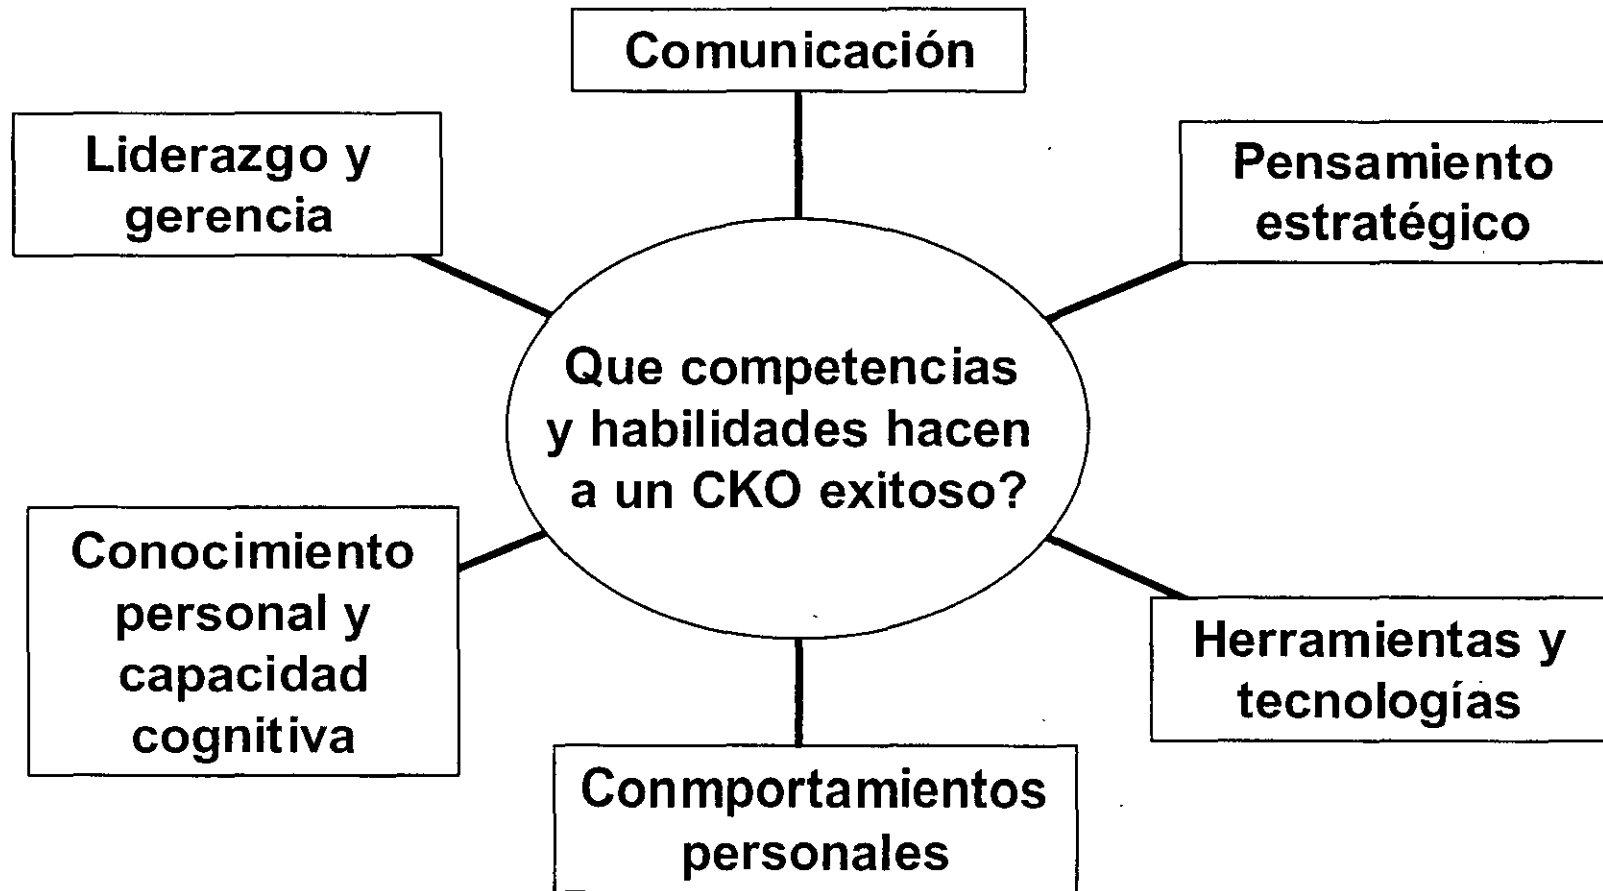 Comunicación
Liderazgo y
gerencia
Pensamiento
estratégico
Que competencias
y habilidades hacen
a un CKO exitoso?
Conocimiento
personal y
capacidad
cognitiva
Herramientas y
tecnologías
Conmportamientos
personales